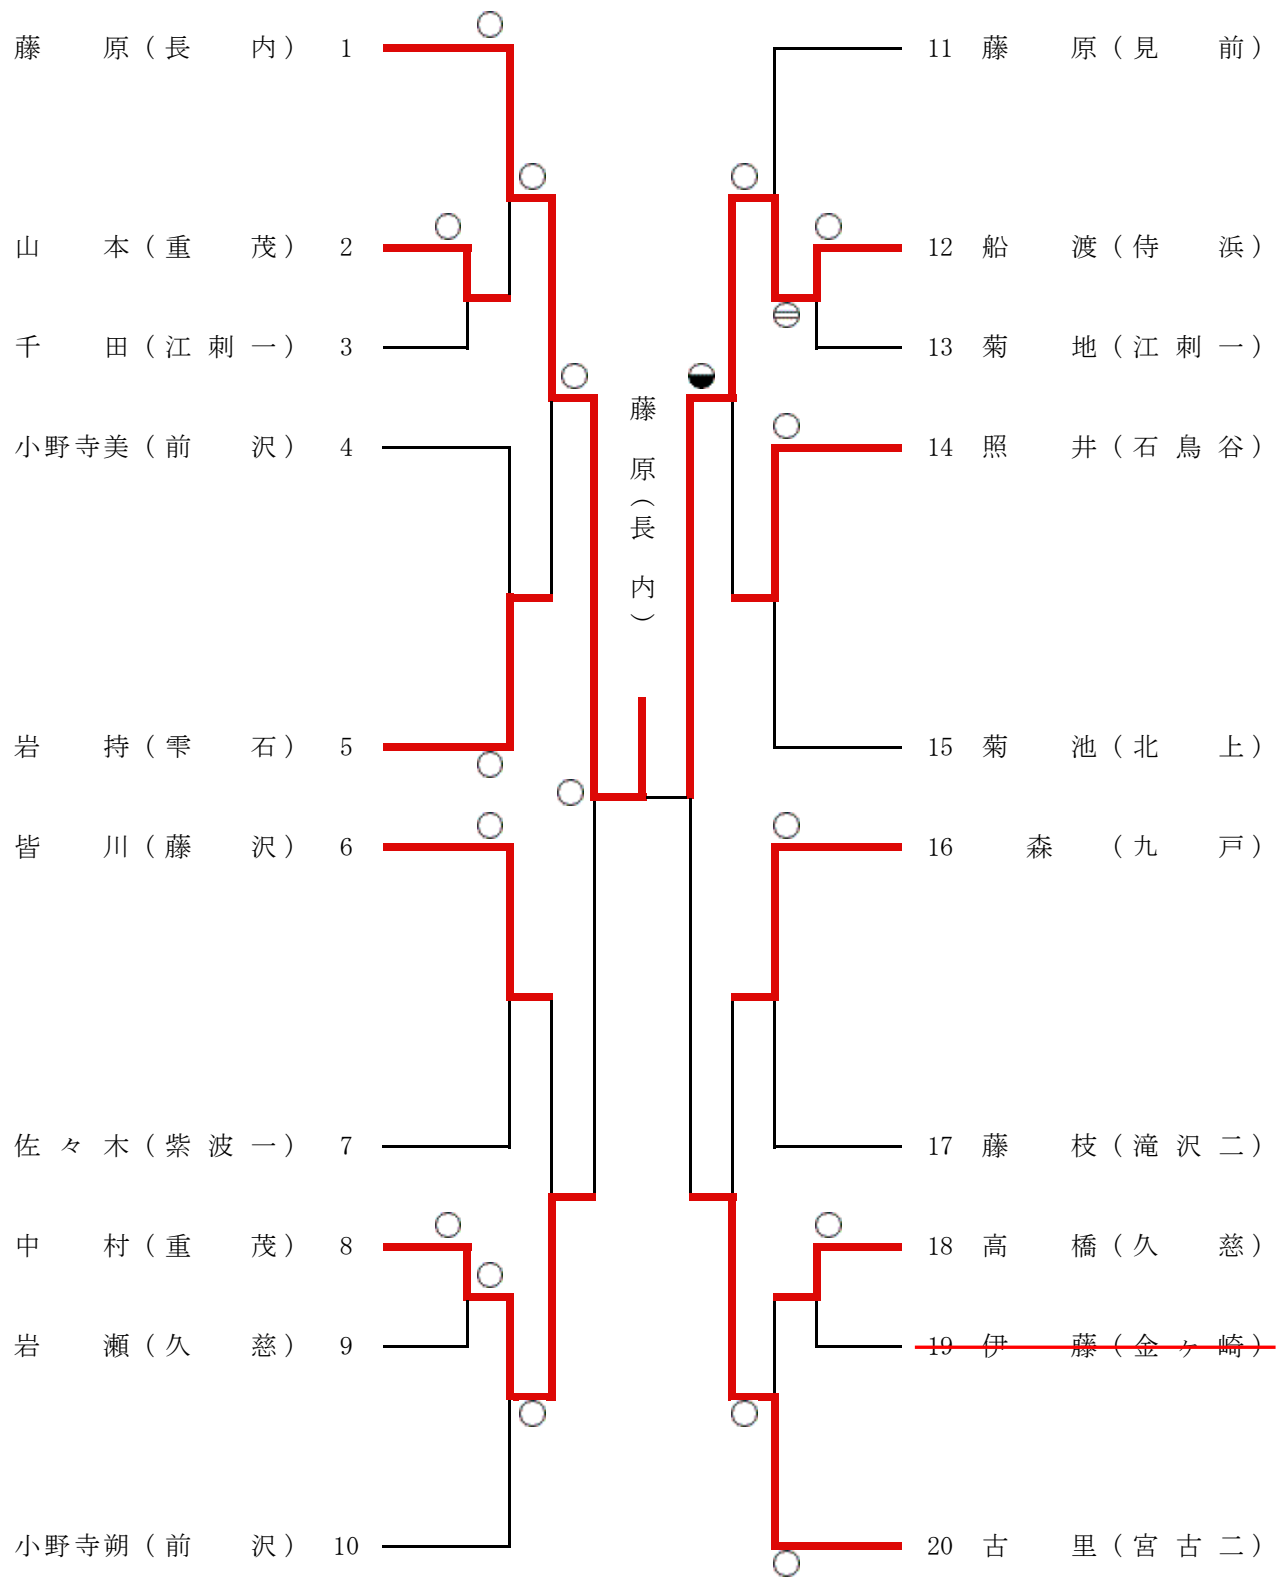 藤原（長内） 1
山本（重茂） 2
千田（江刺一） 3
小野寺美（前沢） 4
岩持（雫石） 5
皆川（藤沢） 6
佐々木（紫波一） 7
中村（重茂） 8
岩瀬（久慈） 9
小野寺朔（前沢） 10
藤原（長内）
11 藤原（見前）
12 船渡（侍浜）
13 菊地（江刺一）
14 照井（石鳥谷）
15 菊池（北上）
16 森（九戸）
17 藤枝（滝沢二）
18 高橋（久慈）
19 伊藤（金ヶ崎）
20 古里（宮古二）